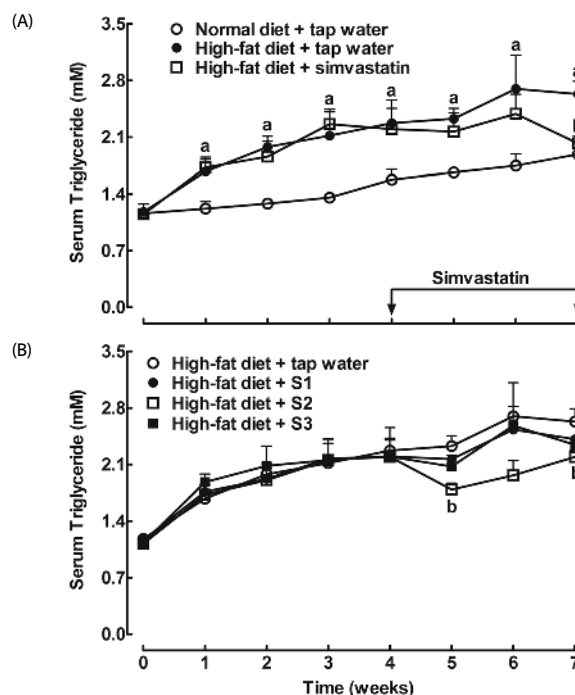 (A)
Serum Triglyceride (mM)
3.5
2.8
2.1
1.4
0.7
0.0
Normal diet + tap water
High-fat diet + tap water
High-fat diet + simvastatin
a
a
a
a
a
a
a
Simvastatin
(B)
Serum Triglyceride (mM)
3.5
2.8
2.1
1.4
0.7
0.0
High-fat diet + tap water
High-fat diet + S1
High-fat diet + S2
High-fat diet + S3
b
b
0 1 2 3 4 5 6 7
Time (weeks)